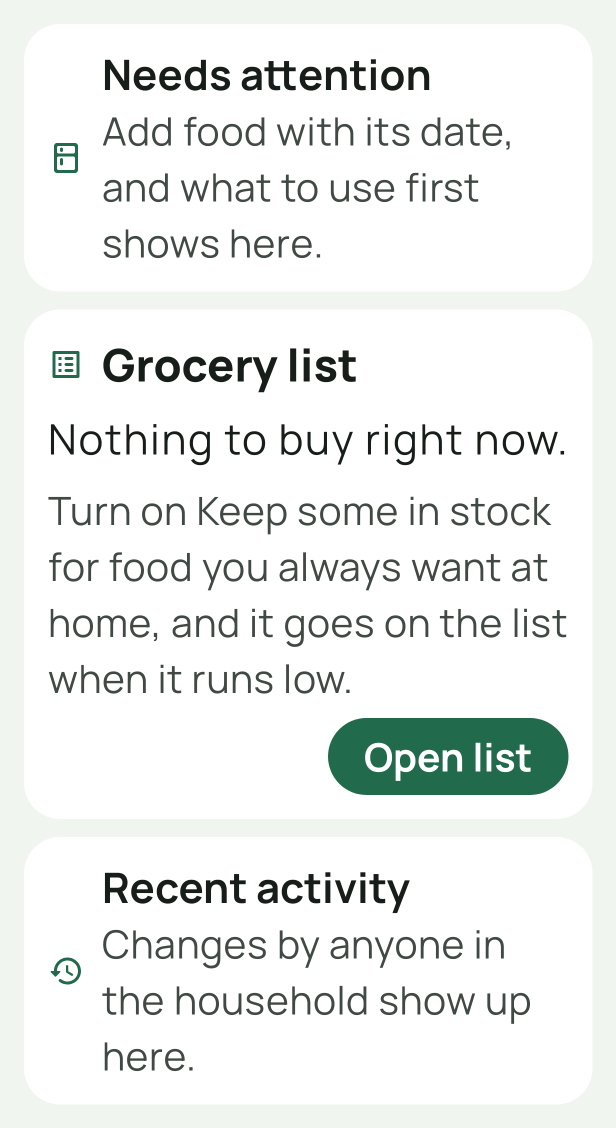 Needs attention
Add food with its date,
and what to use first
shows here.
Grocery list
Nothing to buy right now.
Turn on Keep some in stock
for food you always want at
home, and it goes on the list
when it runs low.
Open list
Recent activity
Changes by anyone in
the household show up
here.